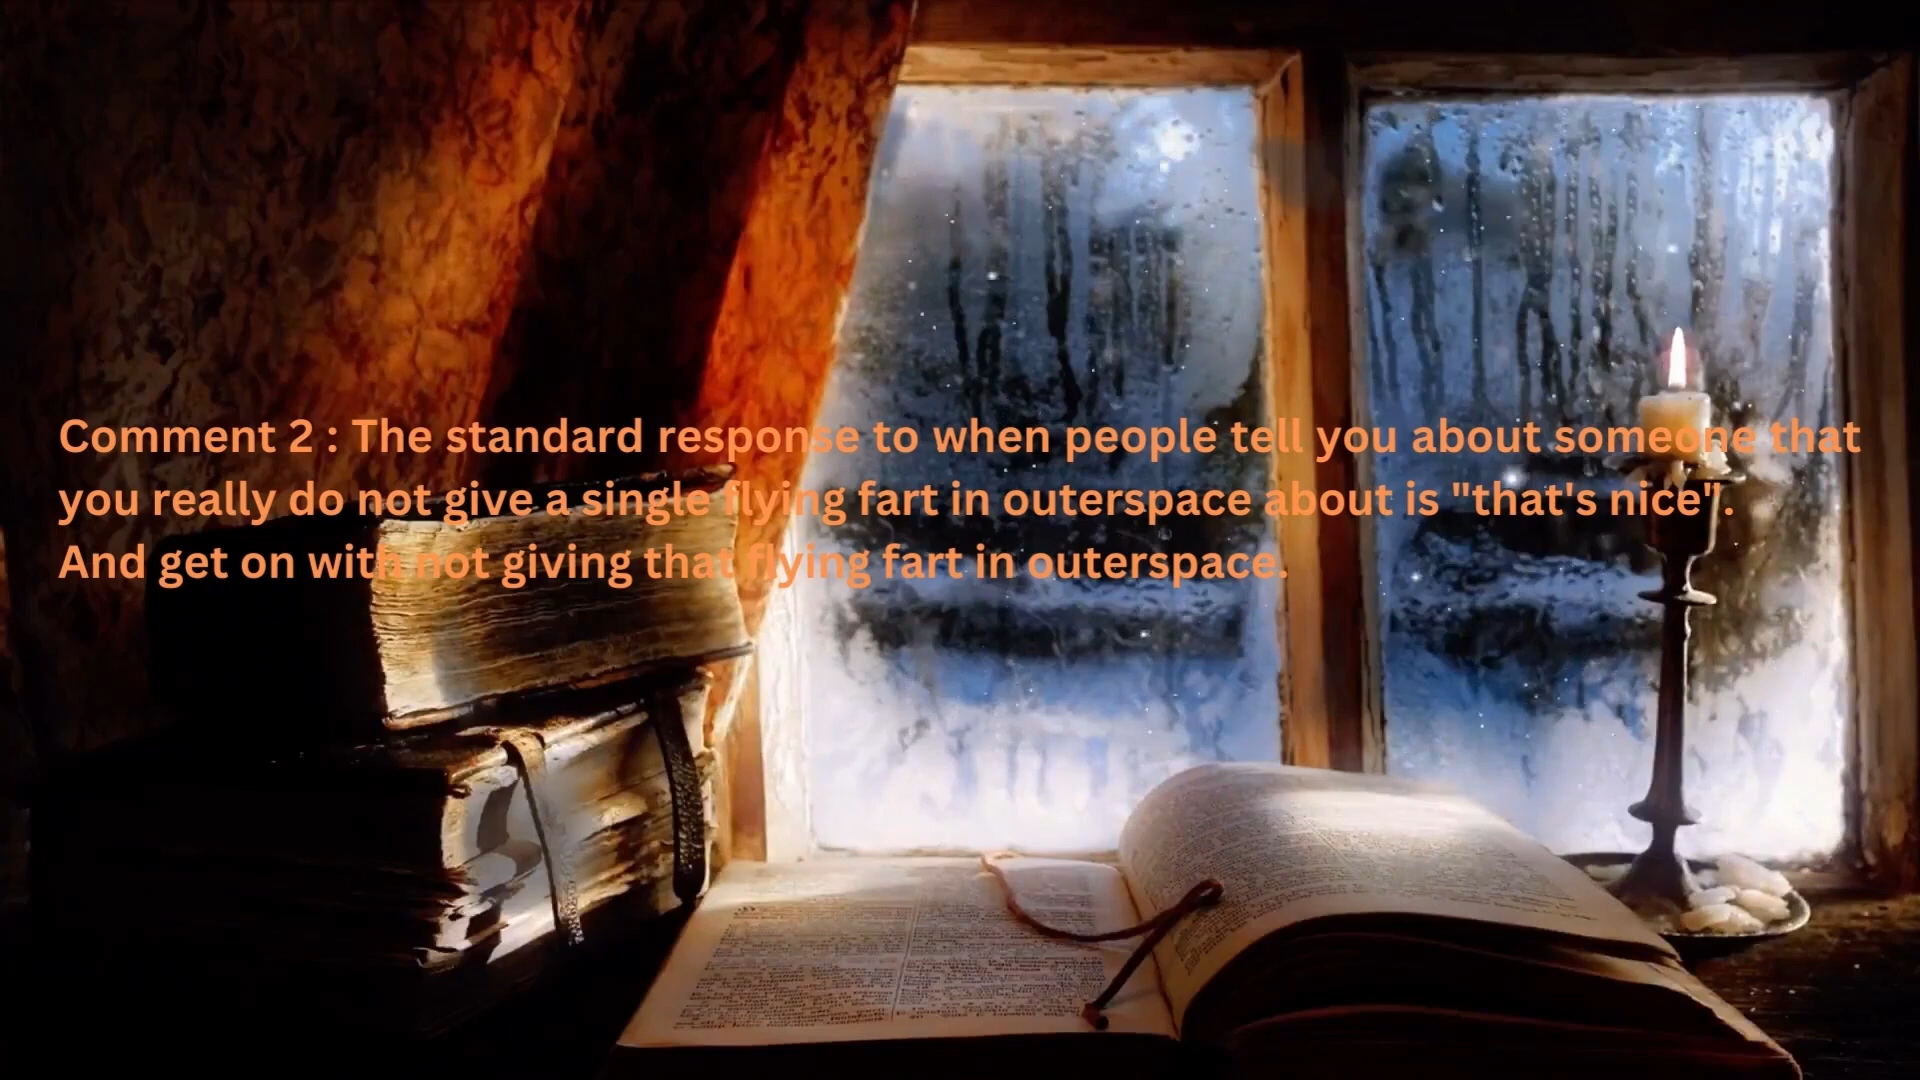 Comment 2 : The standard response to when people tell you about someone that
you really do not give a single flying fart in outerspace about is "that's nice".
And get on with not giving that flying fart in outerspace.